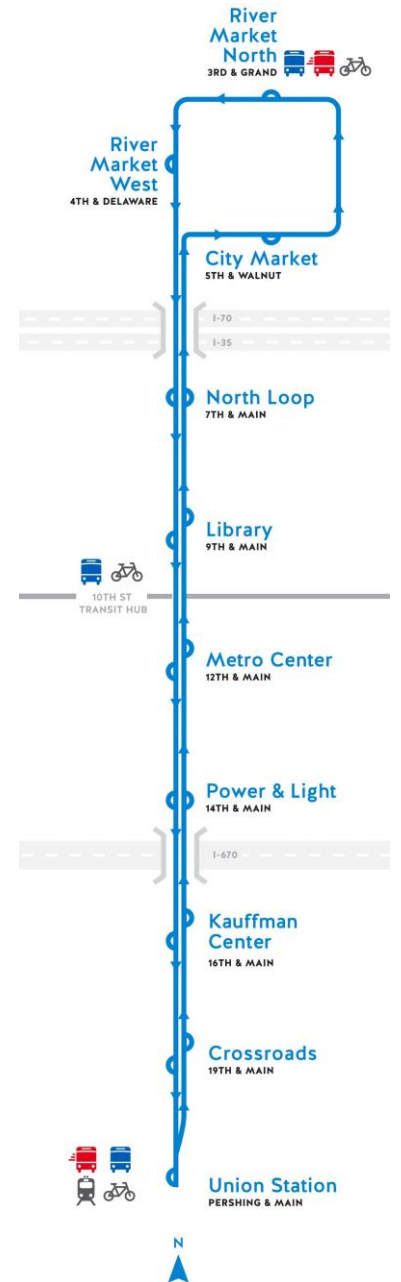 River
Market
North
3RD & GRAND
River
Market
West
4TH & DELAWARE
City Market
5TH & WALNUT
I-70
I-35
North Loop
7TH & MAIN
Library
9TH & MAIN
10TH ST
TRANSIT HUB
Metro Center
12TH & MAIN
Power & Light
14TH & MAIN
I-670
Kauffman
Center
16TH & MAIN
Crossroads
19TH & MAIN
Union Station
PERSHING & MAIN
N